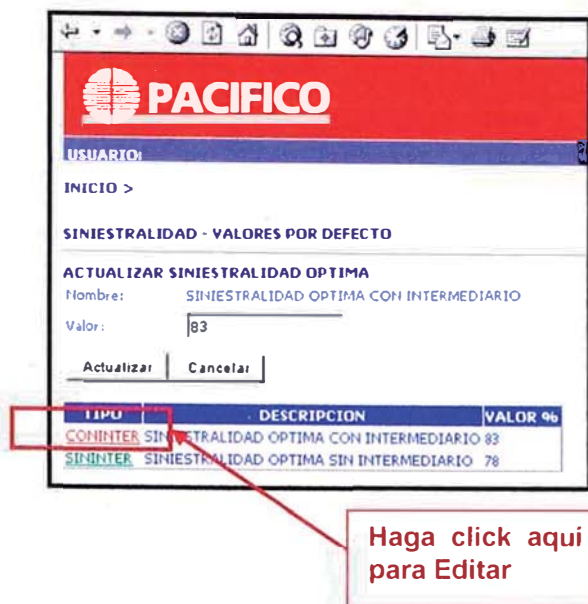 PACIFICO
USUARIO:
INICIO >
SINIESTRALIDAD - VALORES POR DEFECTO
ACTUALIZAR SINIESTRALIDAD OPTIMA
Nombre: SINIESTRALIDAD OPTIMA CON INTERMEDIARIO
Valor: 83
Actualizar Cancelar
TIPO DESCRIPCION VALOR %
CONINTER SINIESTRALIDAD OPTIMA CON INTERMEDIARIO 83
SININTER SINIESTRALIDAD OPTIMA SIN INTERMEDIARIO 78
Haga click aquí
para Editar